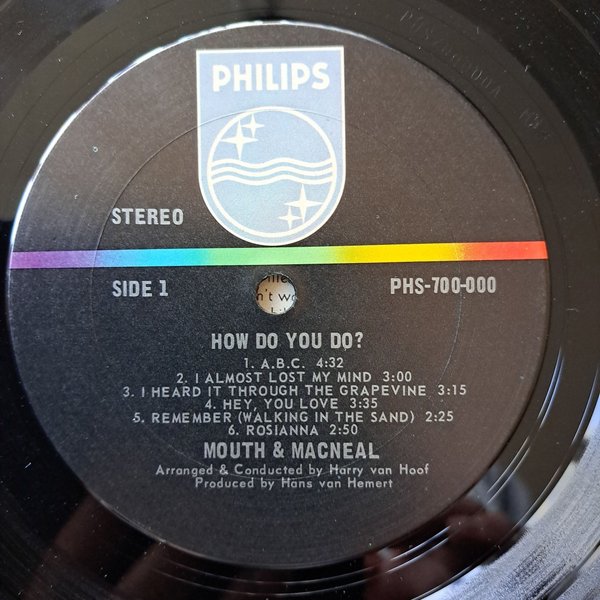 PHILIPS
STEREO
SIDE 1
PHS-700-000
HOW DO YOU DO?
1. A.B.C. 4:32
2. I ALMOST LOST MY MIND 3:00
3. I HEARD IT THROUGH THE GRAPEVINE 3:15
4. HEY, YOU LOVE 3:35
5. REMEMBER (WALKING IN THE SAND) 2:25
6. ROSIANNA 2:50
MOUTH & MACNEAL
Arranged & Conducted by Harry van Hoof
Produced by Hans van Hemert